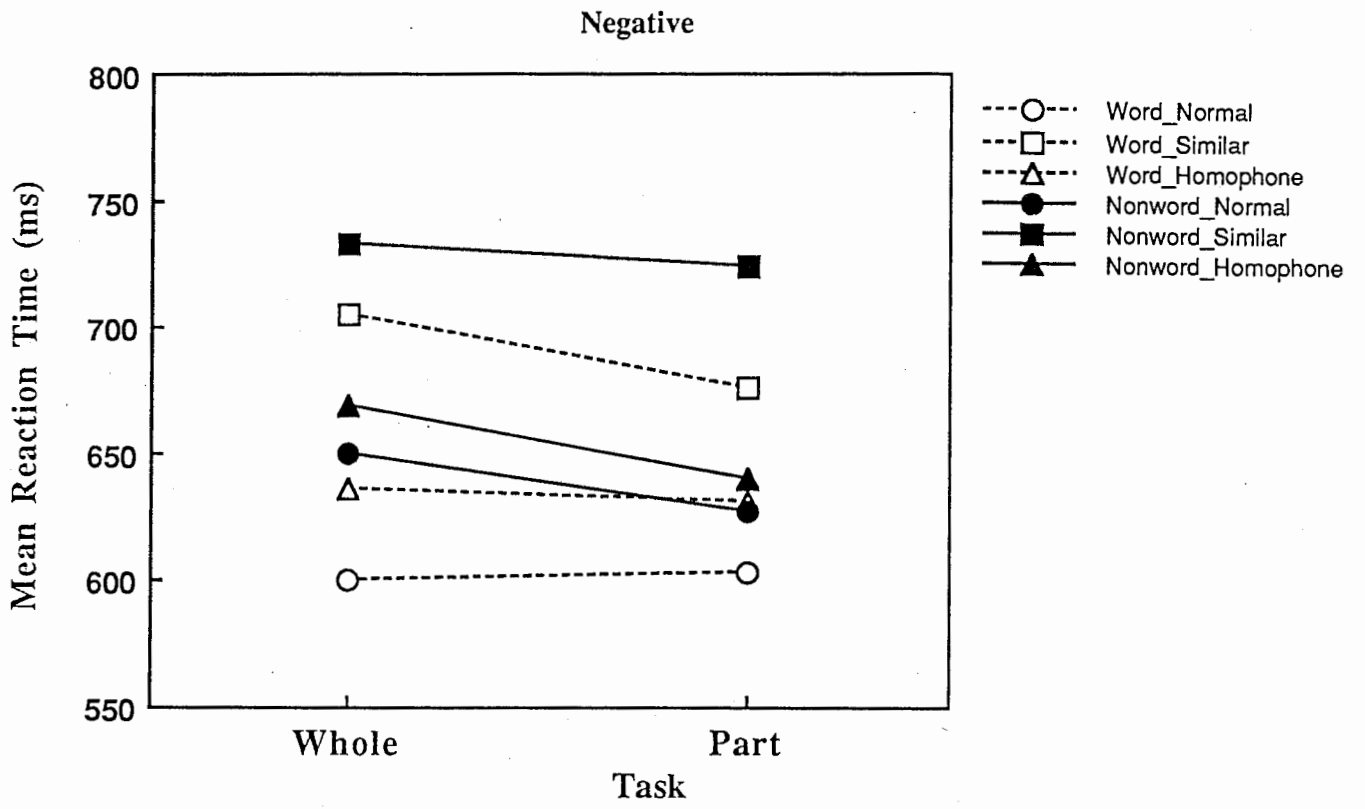 Negative
800
750
700
650
600
550
Mean Reaction Time (ms)
Whole
Part
Task
Word_Normal
Word_Similar
Word_Homophone
Nonword_Normal
Nonword_Similar
Nonword_Homophone